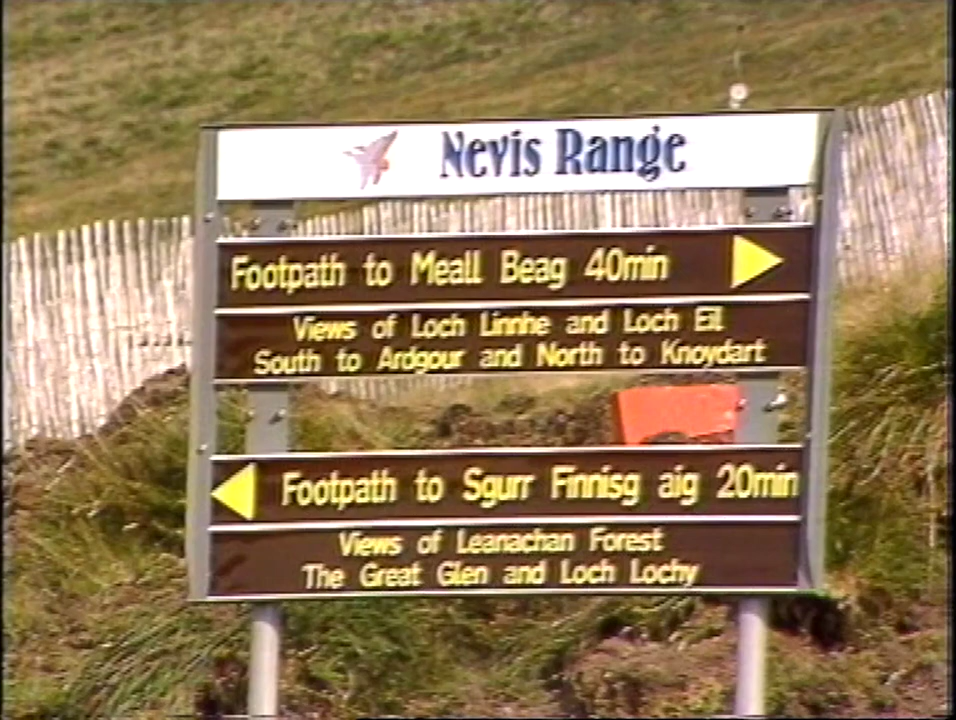 Nevis Range
Footpath to Meall Beag 40min
Views of Loch Linnhe and Loch Eil
South to Ardgour and North to Knoydart
Footpath to Sgurr Finnisg aig 20min
Views of Leanachan Forest
The Great Glen and Loch Lochy